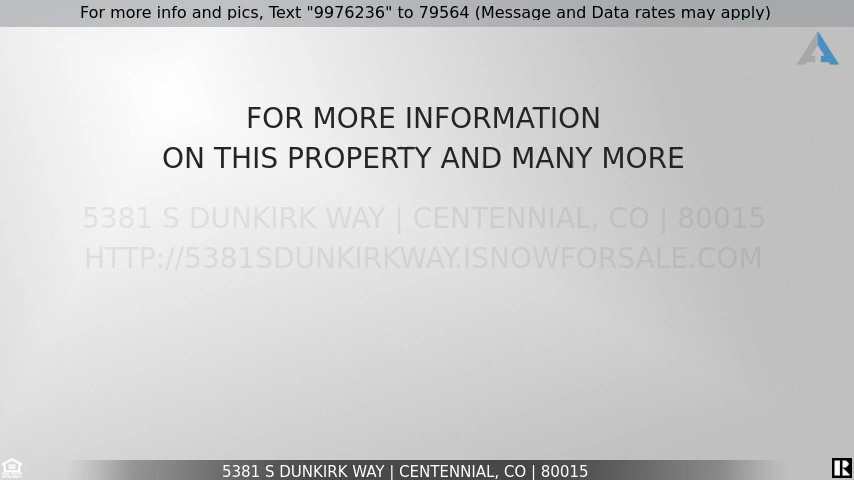 For more info and pics, Text "9976236" to 79564 (Message and Data rates may apply)
FOR MORE INFORMATION
ON THIS PROPERTY AND MANY MORE
5381 S DUNKIRK WAY | CENTENNIAL, CO | 80015
HTTP://5381SDUNKIRKWAY.ISNOWFORSALE.COM
5381 S DUNKIRK WAY | CENTENNIAL, CO | 80015